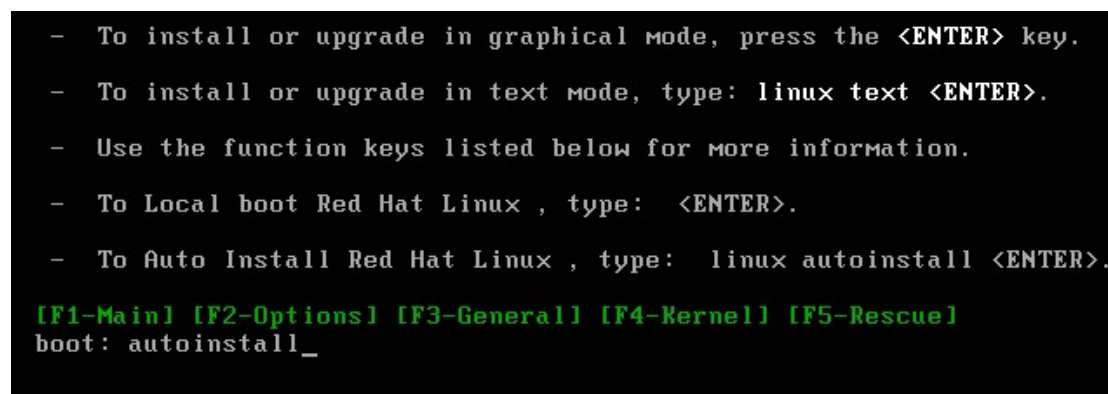 - To install or upgrade in graphical mode, press the <ENTER> key.
- To install or upgrade in text mode, type: linux text <ENTER>.
- Use the function keys listed below for more information.
- To Local boot Red Hat Linux , type: <ENTER>.
- To Auto Install Red Hat Linux , type: linux autoinstall <ENTER>.
[F1-Main] [F2-Options] [F3-General] [F4-Kernel] [F5-Rescue]
boot: autoinstall_